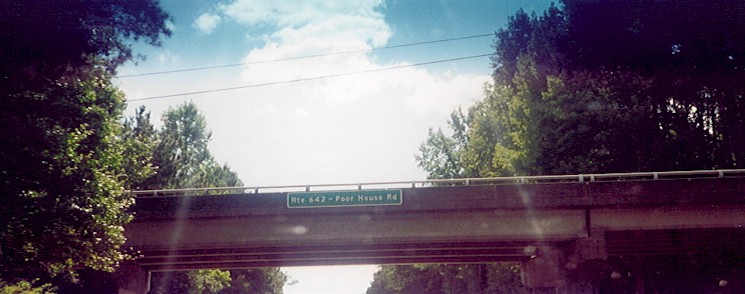 Rte 642 - Poor House Rd